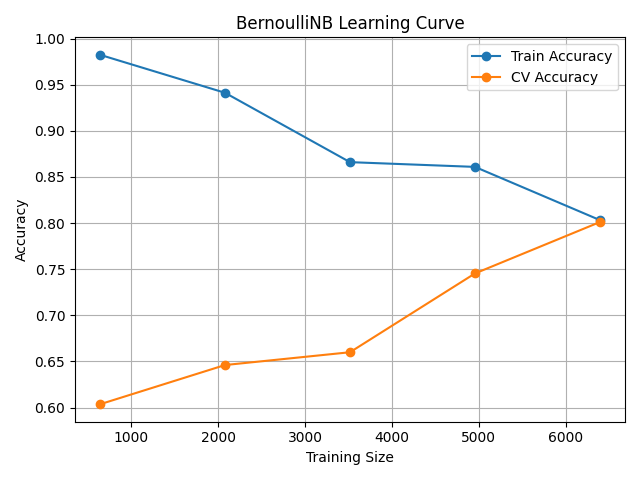 BernoulliNB Learning Curve
Train Accuracy
CV Accuracy
Accuracy
1.00
0.95
0.90
0.85
0.80
0.75
0.70
0.65
0.60
1000 2000 3000 4000 5000 6000
Training Size